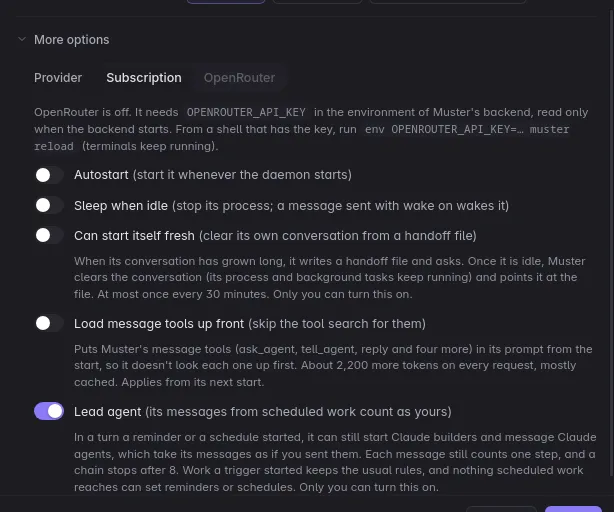 More options
Provider Subscription OpenRouter
OpenRouter is off. It needs OPENROUTER_API_KEY in the environment of Muster's backend, read only
when the backend starts. From a shell that has the key, run env OPENROUTER_API_KEY=… muster
reload (terminals keep running).
Autostart (start it whenever the daemon starts)
Sleep when idle (stop its process; a message sent with wake on wakes it)
Can start itself fresh (clear its own conversation from a handoff file)
When its conversation has grown long, it writes a handoff file and asks. Once it is idle, Muster
clears the conversation (its process and background tasks keep running) and points it at the
file. At most once every 30 minutes. Only you can turn this on.
Load message tools up front (skip the tool search for them)
Puts Muster's message tools (ask_agent, tell_agent, reply and four more) in its prompt from the
start, so it doesn't look each one up first. About 2,200 more tokens on every request, mostly
cached. Applies from its next start.
Lead agent (its messages from scheduled work count as yours)
In a turn a reminder or a schedule started, it can still start Claude builders and message Claude
agents, which take its messages as if you sent them. Each message still counts one step, and a
chain stops after 8. Work a trigger started keeps the usual rules, and nothing scheduled work
reaches can set reminders or schedules. Only you can turn this on.